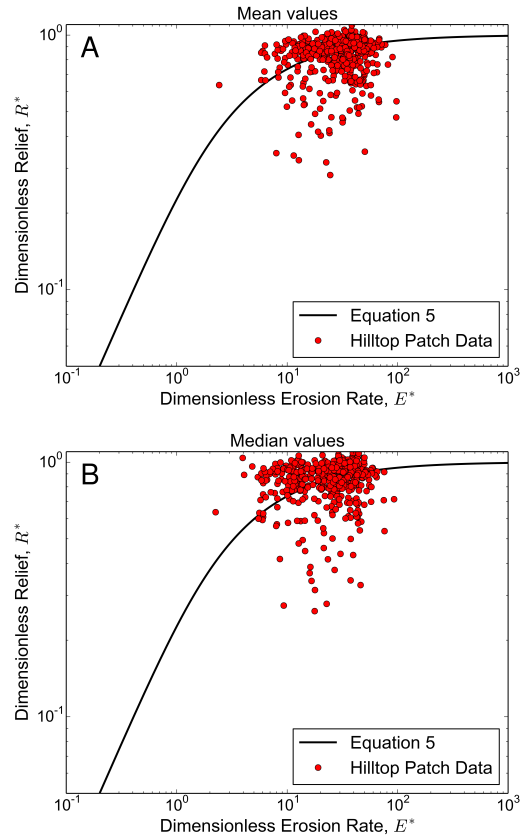 Mean values
A
Dimensionless Relief, R*
10⁰
10⁻¹
Equation 5
Hilltop Patch Data
10⁻¹ 10⁰ 10¹ 10² 10³
Dimensionless Erosion Rate, E*
Median values
B
Dimensionless Relief, R*
10⁰
10⁻¹
Equation 5
Hilltop Patch Data
10⁻¹ 10⁰ 10¹ 10² 10³
Dimensionless Erosion Rate, E*